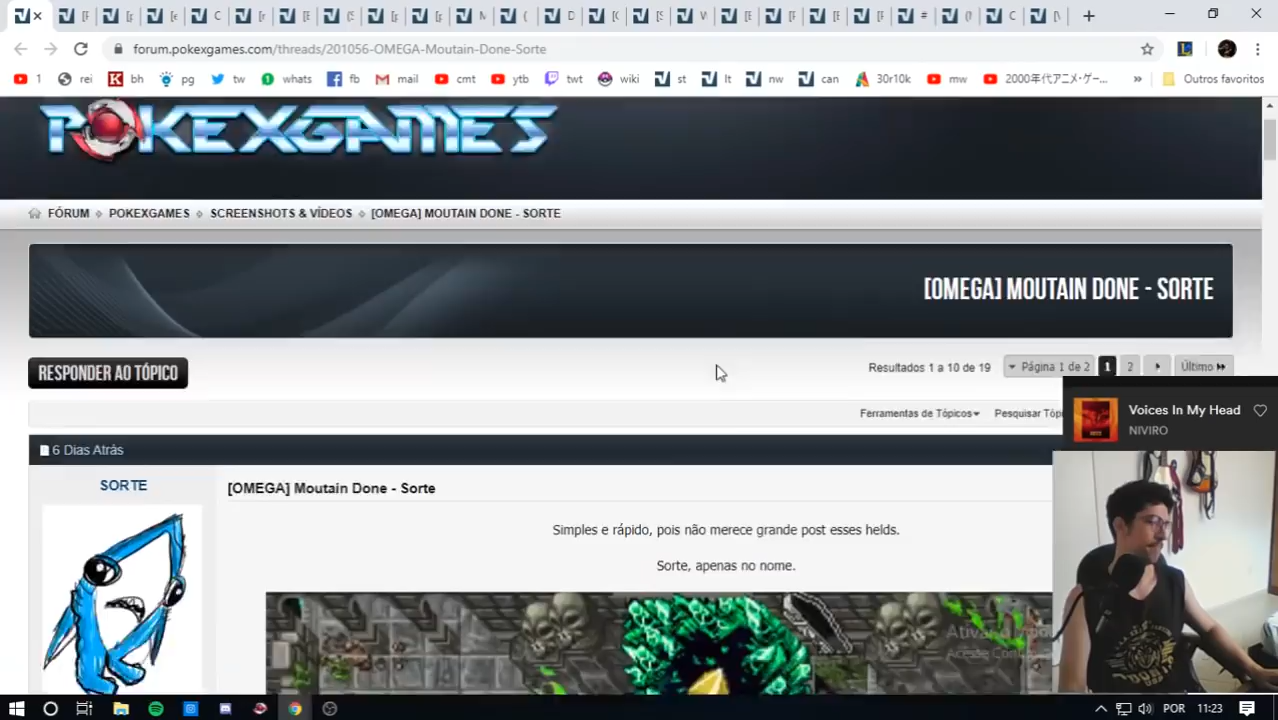 forum.pokexgames.com/threads/201056-OMEGA-Moutain-Done-Sorte
1 rei bh pg tw whats fb mail cmt ytb twt wiki st lt nw can 30r10k mw 2000年代アニメ・ゲー... » Outros favoritos
POKEXGAMES
FÓRUM POKEXGAMES SCREENSHOTS & VÍDEOS [OMEGA] MOUTAIN DONE - SORTE
[OMEGA] MOUTAIN DONE - SORTE
RESPONDER AO TÓPICO
Resultados 1 a 10 de 19 Página 1 de 2 1 2 Último
Ferramentas de Tópicos Pesquisar
Voices In My Head
NIVIRO
6 Dias Atrás
SORTE
[OMEGA] Moutain Done - Sorte
Simples e rápido, pois não merece grande post esses helds.
Sorte, apenas no nome.
POR 11:23